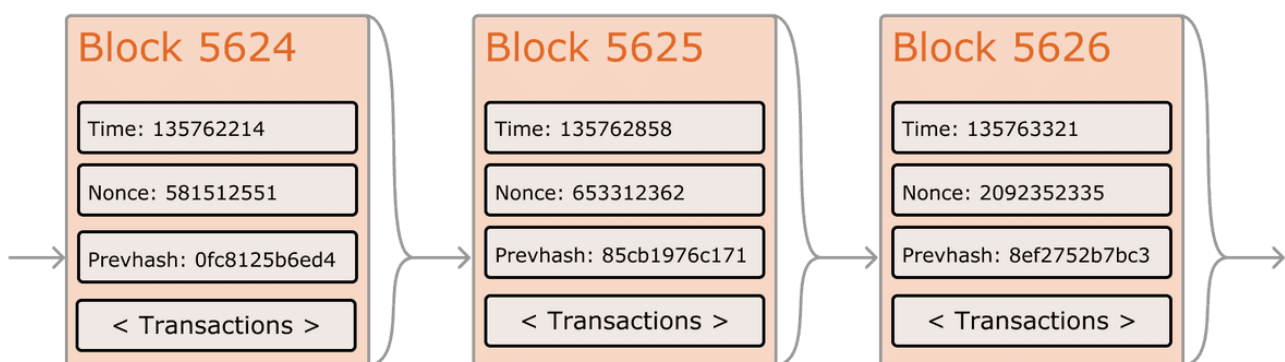 Block 5624
Time: 135762214
Nonce: 581512551
Prevhash: 0fc8125b6ed4
< Transactions >
Block 5625
Time: 135762858
Nonce: 653312362
Prevhash: 85cb1976c171
< Transactions >
Block 5626
Time: 135763321
Nonce: 2092352335
Prevhash: 8ef2752b7bc3
< Transactions >